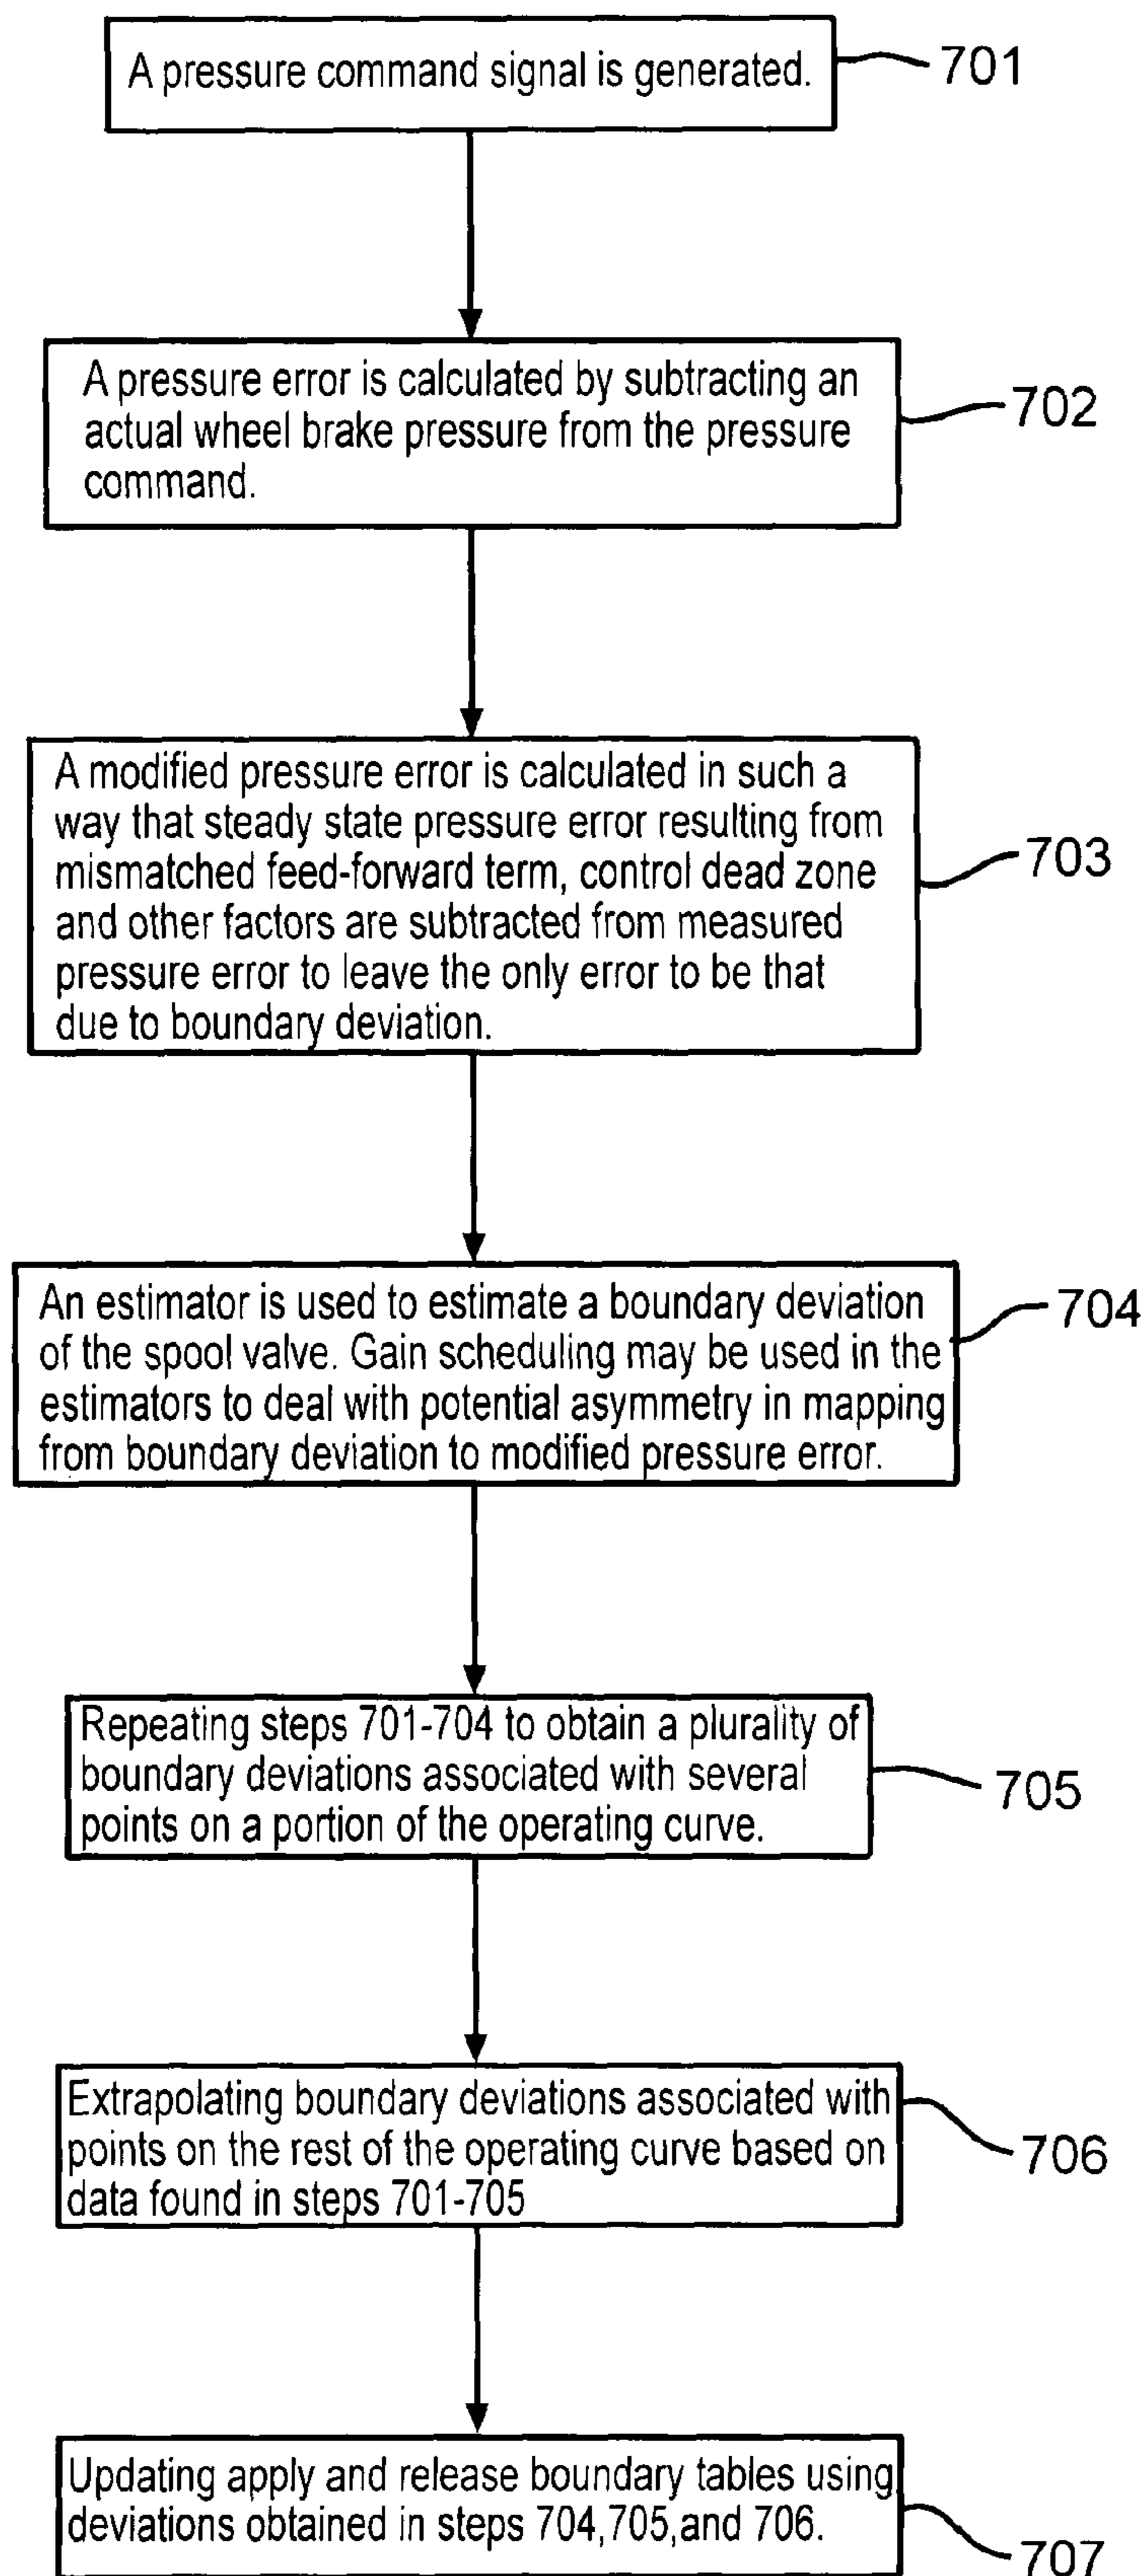 A pressure command signal is generated.
701
A pressure error is calculated by subtracting an
actual wheel brake pressure from the pressure
command.
702
A modified pressure error is calculated in such a
way that steady state pressure error resulting from
mismatched feed-forward term, control dead zone
and other factors are subtracted from measured
pressure error to leave the only error to be that
due to boundary deviation.
703
An estimator is used to estimate a boundary deviation
of the spool valve. Gain scheduling may be used in the
estimators to deal with potential asymmetry in mapping
from boundary deviation to modified pressure error.
704
Repeating steps 701-704 to obtain a plurality of
boundary deviations associated with several
points on a portion of the operating curve.
705
Extrapolating boundary deviations associated with
points on the rest of the operating curve based on
data found in steps 701-705
706
Updating apply and release boundary tables using
deviations obtained in steps 704,705,and 706.
707